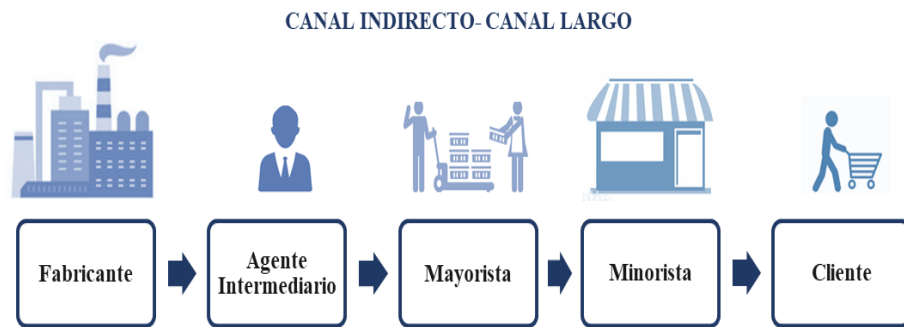 CANAL INDIRECTO- CANAL LARGO
Fabricante
Agente
Intermediario
Mayorista
Minorista
Cliente